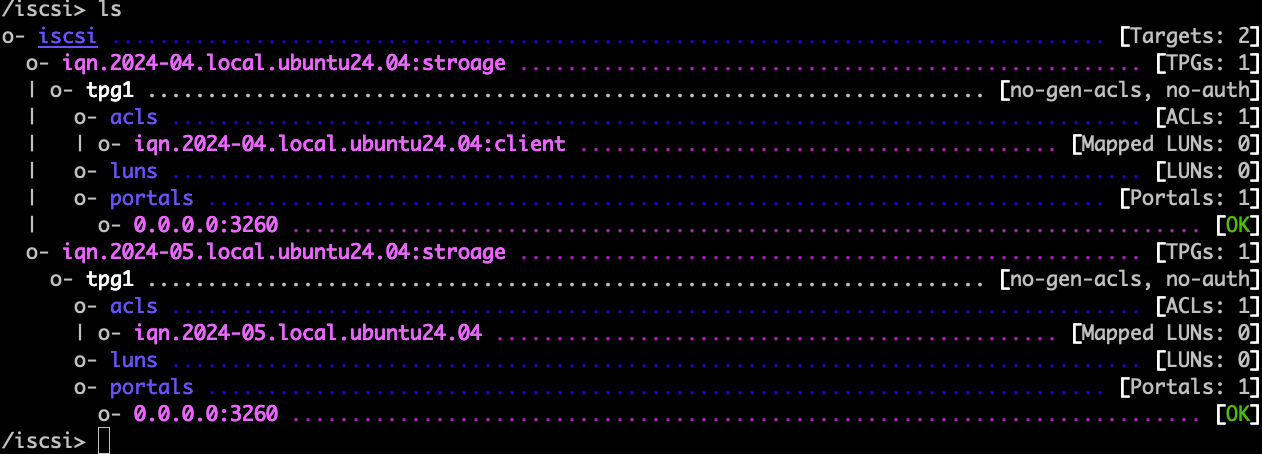 /iscsi> ls
o- iscsi ................................................................................... [Targets: 2]
  o- iqn.2024-04.local.ubuntu24.04:stroage .................................................... [TPGs: 1]
  | o- tpg1 ...................................................................... [no-gen-acls, no-auth]
  |   o- acls ................................................................................. [ACLs: 1]
  |   | o- iqn.2024-04.local.ubuntu24.04:client ........................................ [Mapped LUNs: 0]
  |   o- luns ................................................................................. [LUNs: 0]
  |   o- portals ........................................................................... [Portals: 1]
  |     o- 0.0.0.0:3260 ............................................................................ [OK]
  o- iqn.2024-05.local.ubuntu24.04:stroage .................................................... [TPGs: 1]
    o- tpg1 ...................................................................... [no-gen-acls, no-auth]
      o- acls ................................................................................. [ACLs: 1]
      | o- iqn.2024-05.local.ubuntu24.04 ............................................... [Mapped LUNs: 0]
      o- luns ................................................................................. [LUNs: 0]
      o- portals ........................................................................... [Portals: 1]
        o- 0.0.0.0:3260 ............................................................................ [OK]
/iscsi>